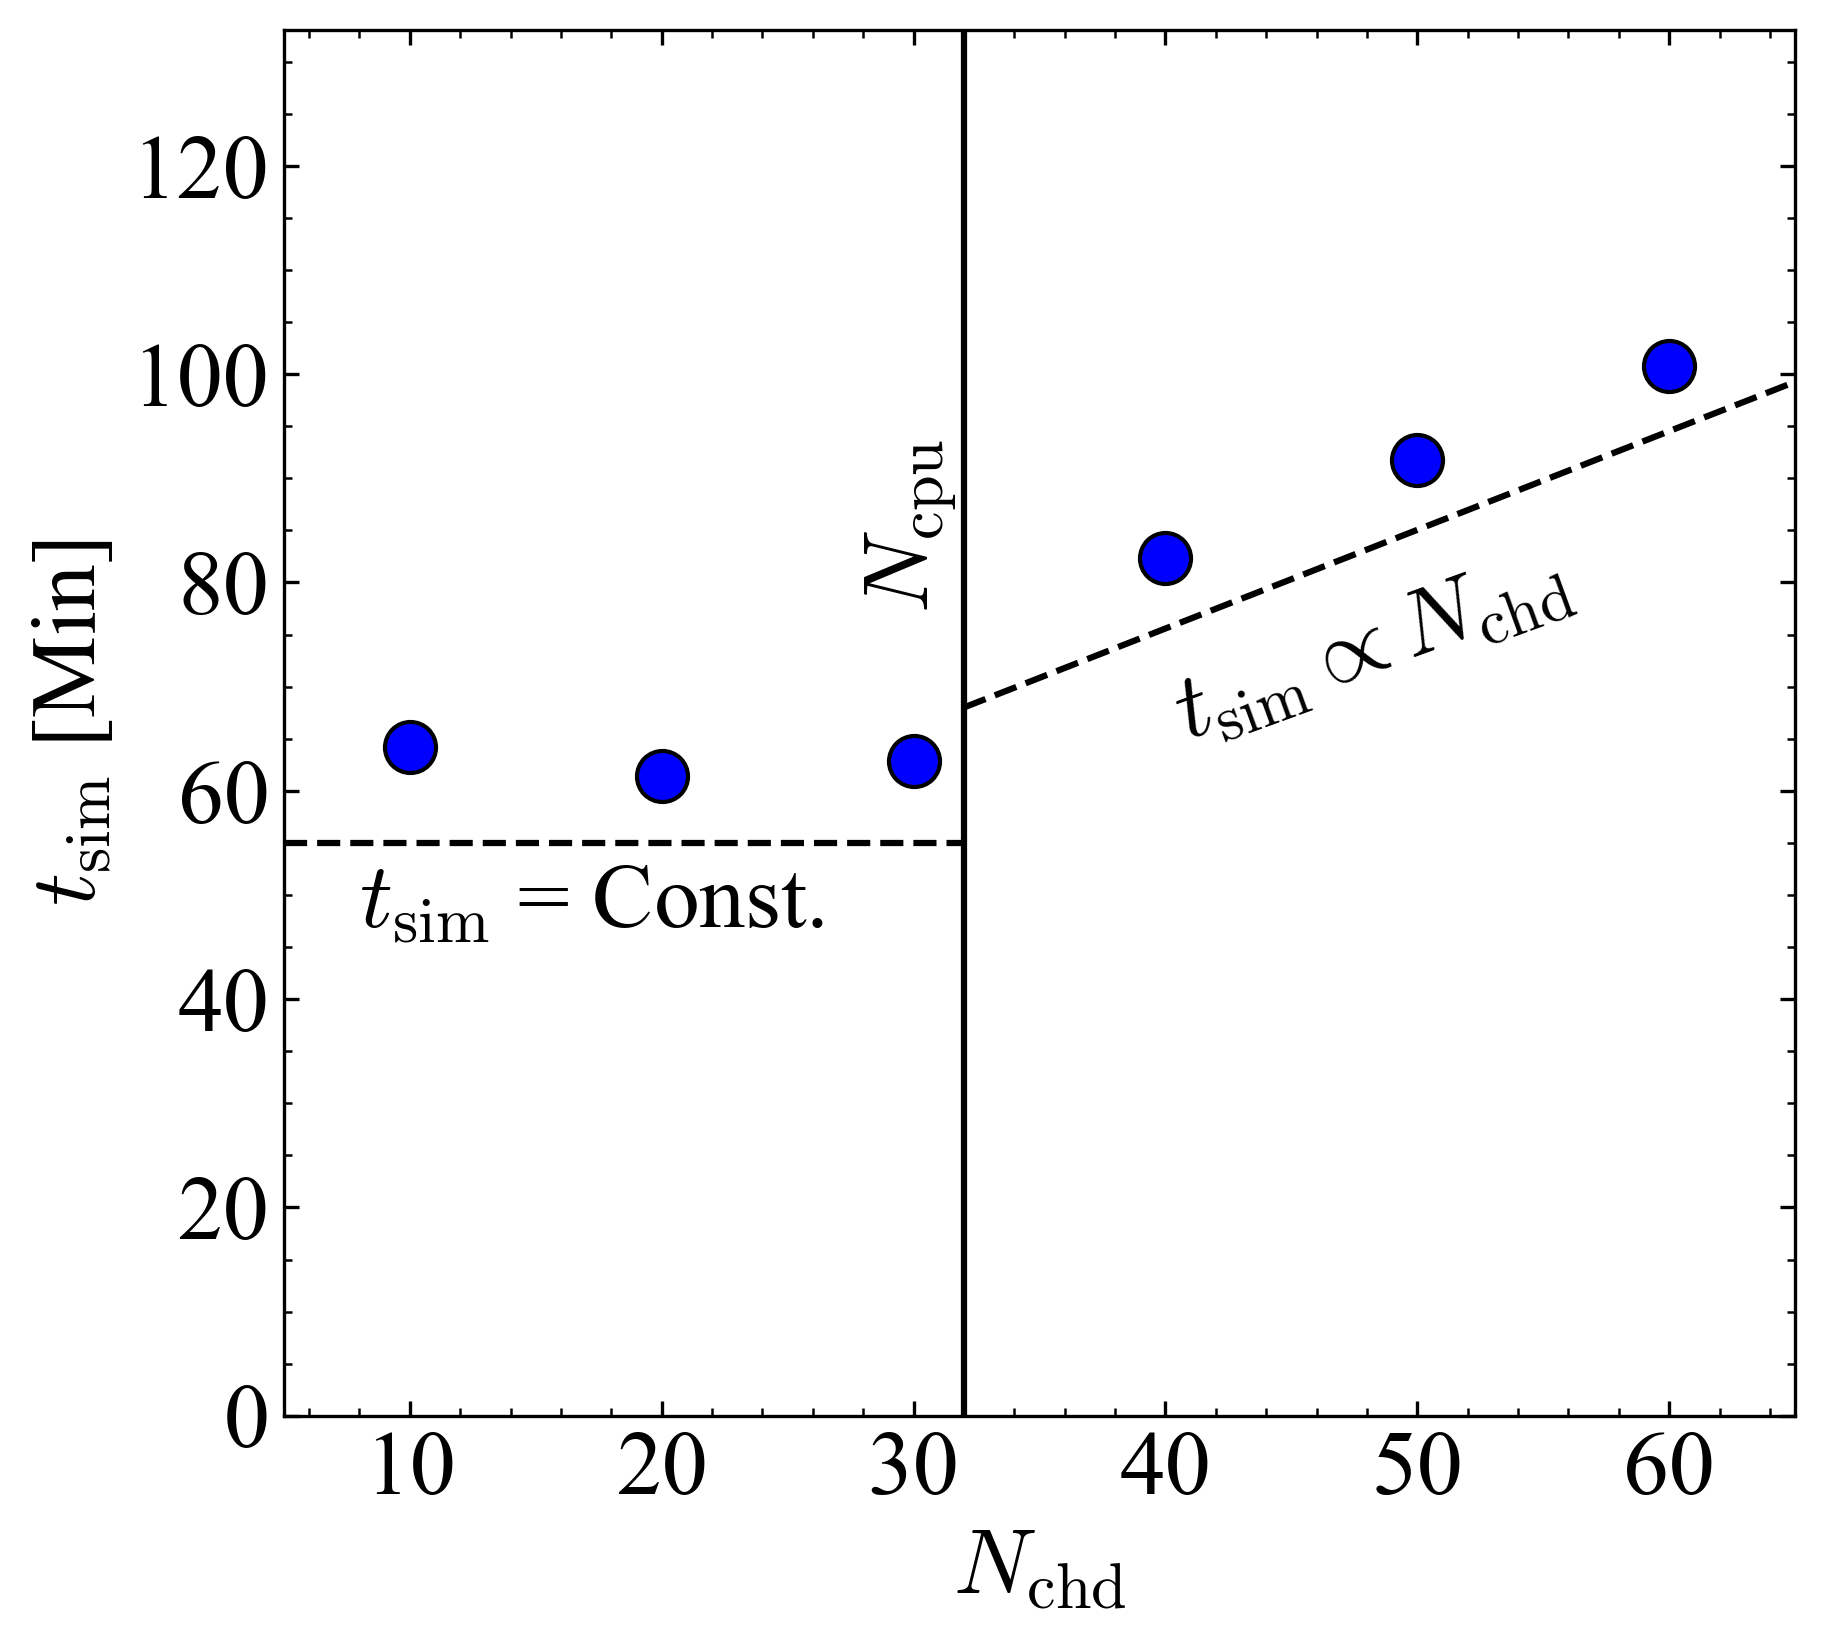 t_sim [Min]
120
100
80
60
40
20
0
N_cpu
t_sim = Const.
t_sim ∝ N_chd
10 20 30 40 50 60
N_chd